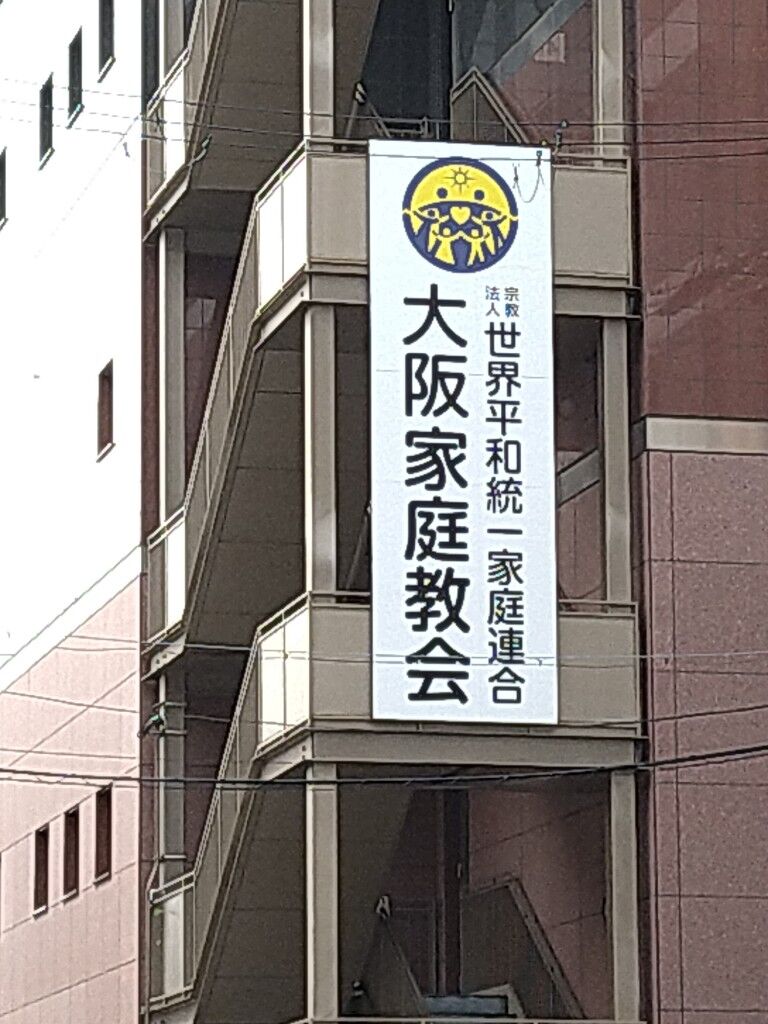 宗教
法人
世界平和統一家庭連合
大阪家庭教会